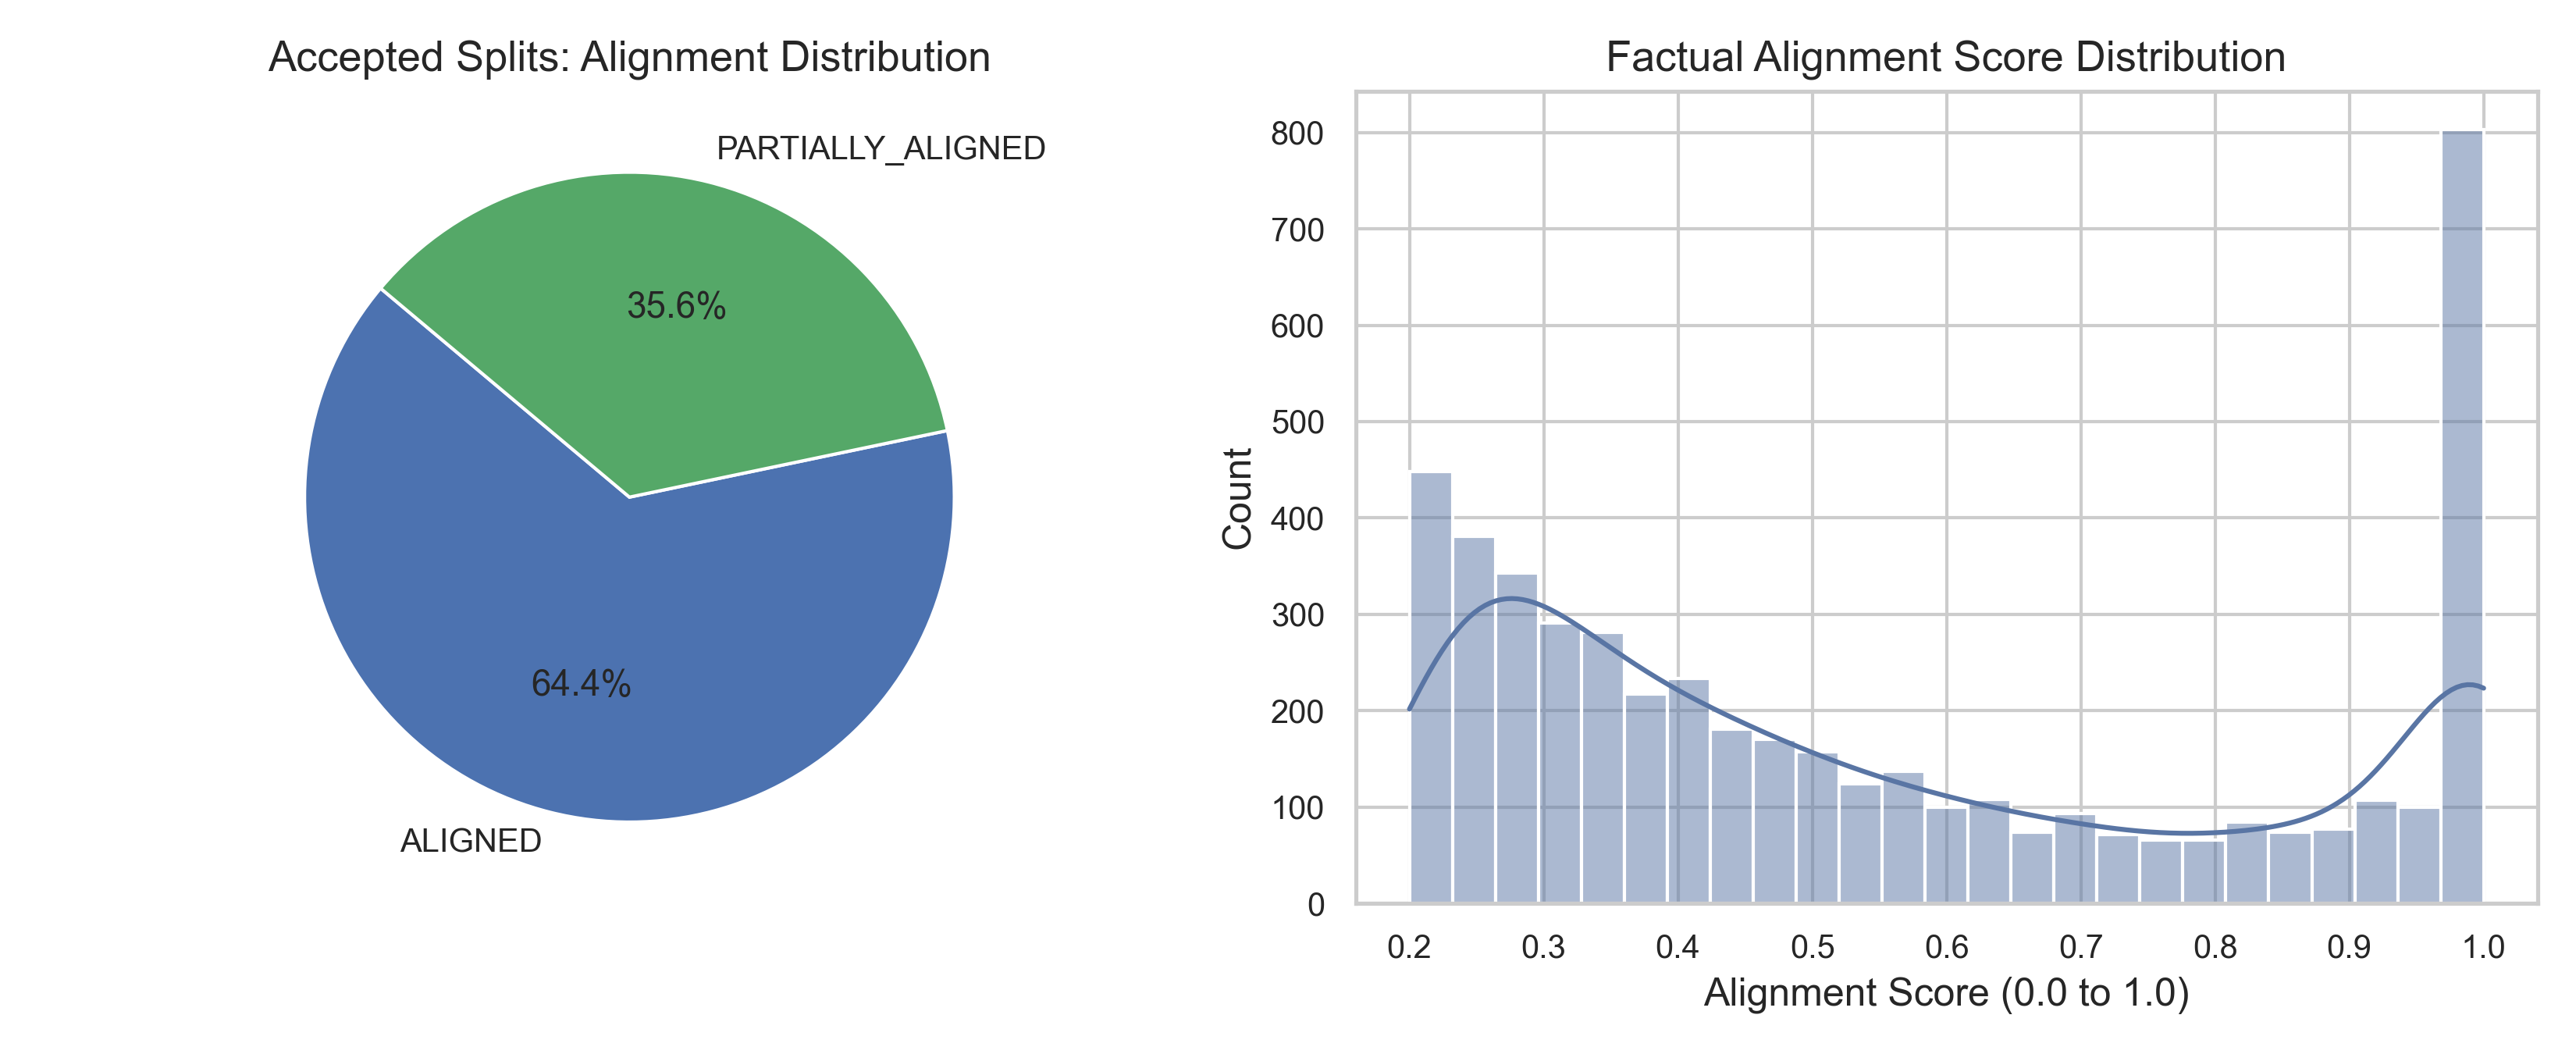 Accepted Splits: Alignment Distribution
PARTIALLY_ALIGNED
35.6%
64.4%
ALIGNED
Factual Alignment Score Distribution
Count
800
700
600
500
400
300
200
100
0
0.2 0.3 0.4 0.5 0.6 0.7 0.8 0.9 1.0
Alignment Score (0.0 to 1.0)